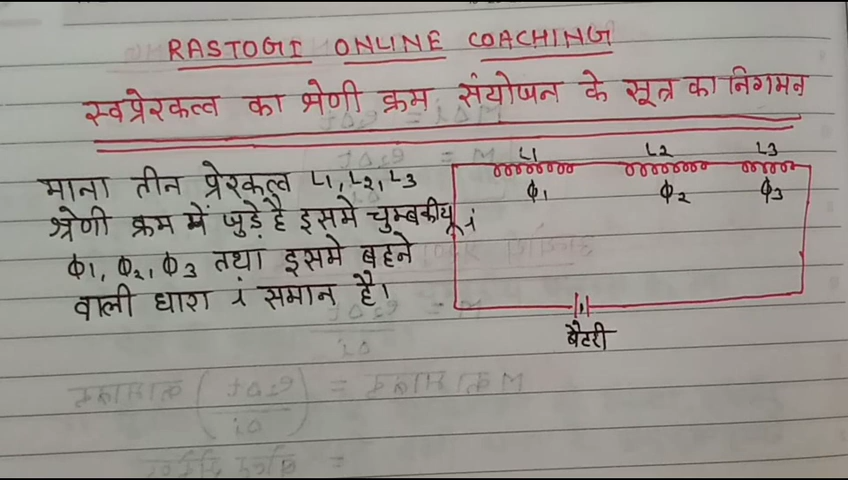 RASTOGI ONLINE COACHING
स्वप्रेरकत्व का श्रेणी क्रम संयोजन के सूत्र का निगमन
माना तीन प्रेरकत्व L1, L2, L3
श्रेणी क्रम में जुड़े है इसमे चुम्बकीय
Φ1, Φ2, Φ3 तथा इसमे बहने
वाली धारा i समान है।
L1 L2 L3
Φ1 Φ2 Φ3
i
बैटरी